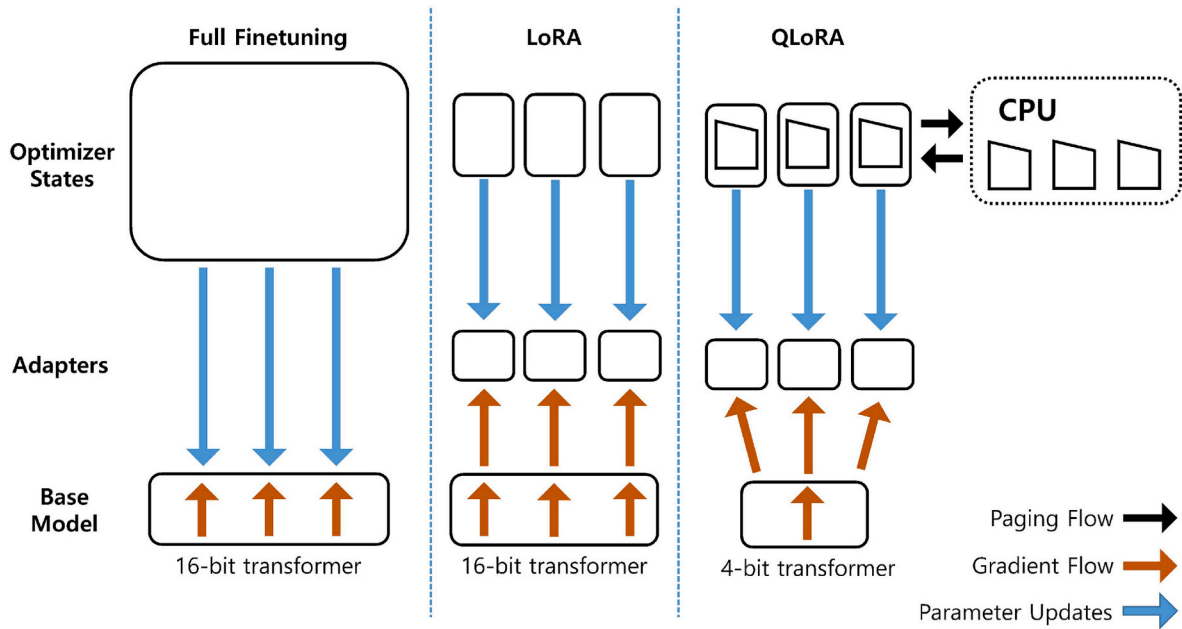 Full Finetuning
LoRA
QLoRA
CPU
Optimizer
States
Adapters
Base
Model
16-bit transformer
16-bit transformer
4-bit transformer
Paging Flow
Gradient Flow
Parameter Updates